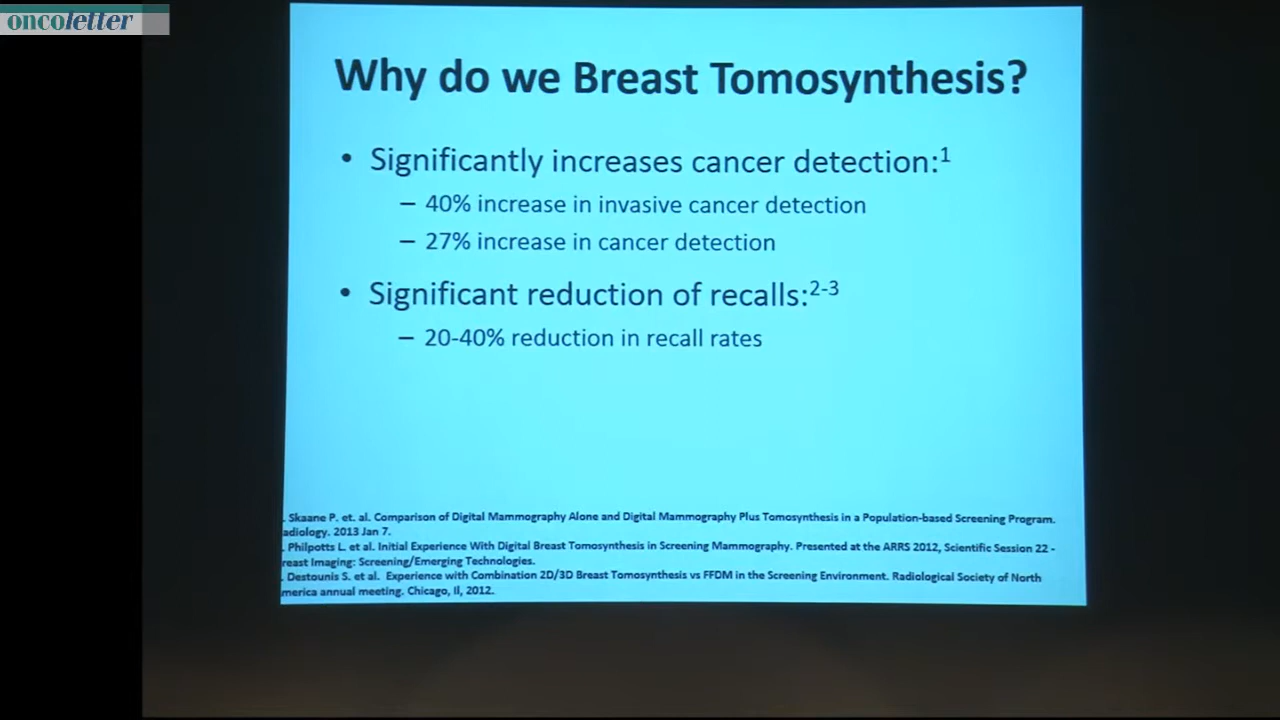 oncoletter
Why do we Breast Tomosynthesis?
• Significantly increases cancer detection:1
– 40% increase in invasive cancer detection
– 27% increase in cancer detection
• Significant reduction of recalls:2-3
– 20-40% reduction in recall rates
. Skaane P. et. al. Comparison of Digital Mammography Alone and Digital Mammography Plus Tomosynthesis in a Population-based Screening Program.
adiology. 2013 Jan 7.
. Philpotts L. et al. Initial Experience With Digital Breast Tomosynthesis in Screening Mammography. Presented at the ARRS 2012, Scientific Session 22 -
reast Imaging: Screening/Emerging Technologies.
. Destounis S. et al. Experience with Combination 2D/3D Breast Tomosynthesis vs FFDM in the Screening Environment. Radiological Society of North
merica annual meeting. Chicago, Il, 2012.